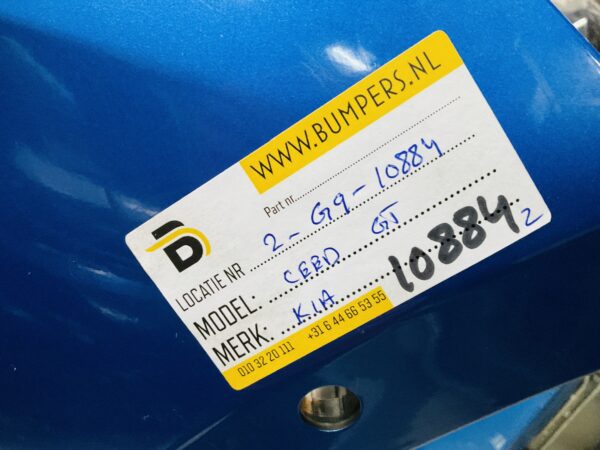 WWW.BUMPERS.NL
Part nr.
LOCATIE NR 2-G9-10884
MODEL: CEED GT
MERK: KIA
10884 2
010 32 20 111 +31 6 44 66 53 55